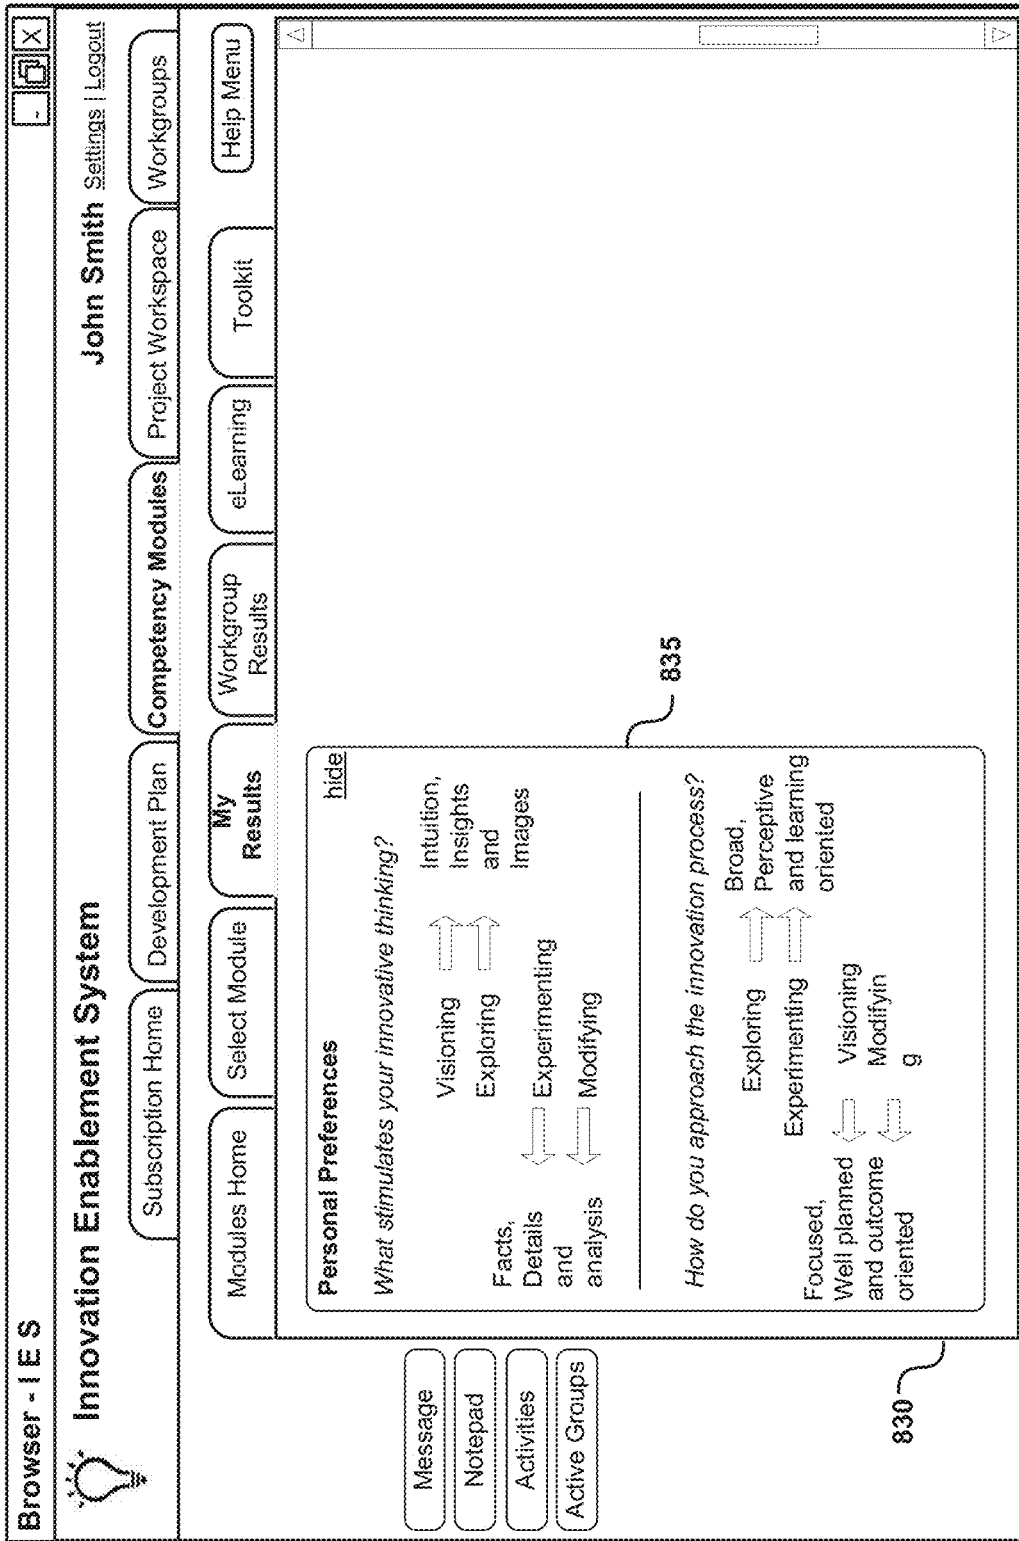 Browser - I E S
- X
Innovation Enablement System
John Smith Settings | Logout
Subscription Home
Development Plan
Competency Modules
Project Workspace
Workgroups
Modules Home
Select Module
My
Results
Workgroup
Results
eLearning
Toolkit
Help Menu
Message
Notepad
Activities
Active Groups
Personal Preferences
hide
What stimulates your innovative thinking?
Visioning
Exploring
Intuition,
Insights
and
Images
Facts,
Details
and
analysis
Experimenting
Modifying
835
How do you approach the innovation process?
Exploring
Experimenting
Broad,
Perceptive
and learning
oriented
Focused,
Well planned
and outcome
oriented
Visioning
Modifyin
g
830